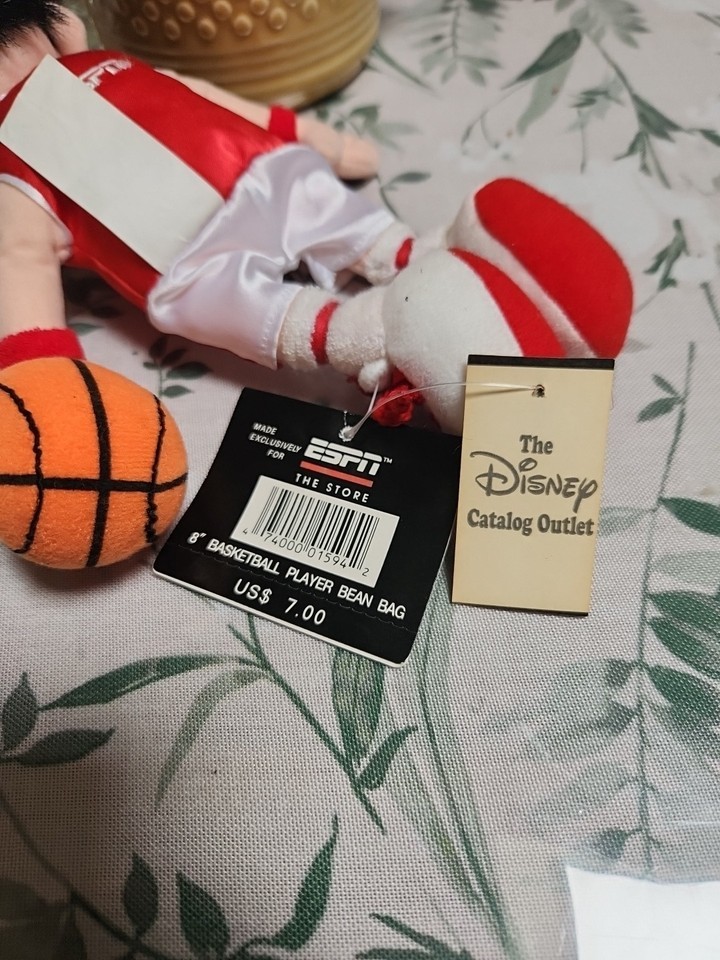 ESPN
MADE
EXCLUSIVELY
FOR
ESPN™
THE STORE
4 74000 01594 2
8" BASKETBALL PLAYER BEAN BAG
US$ 7.00
The
Disney
Catalog Outlet